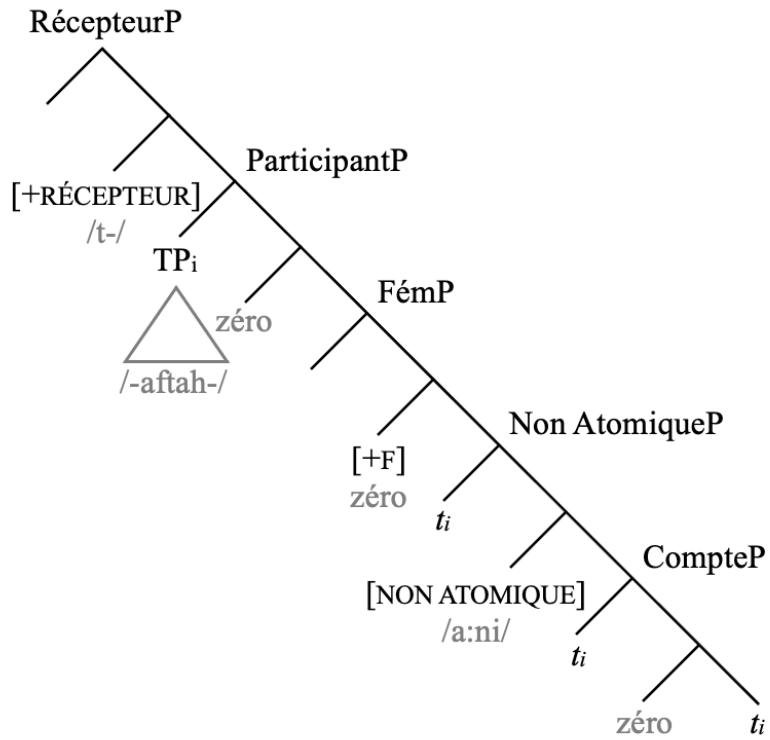 RécepteurP
ParticipantP
[+RÉCEPTEUR]
/t-/
TPi
zéro
/-aftah-/
FémP
[+F]
zéro
Non AtomiqueP
ti
[NON ATOMIQUE]
/a:ni/
CompteP
ti
zéro
ti